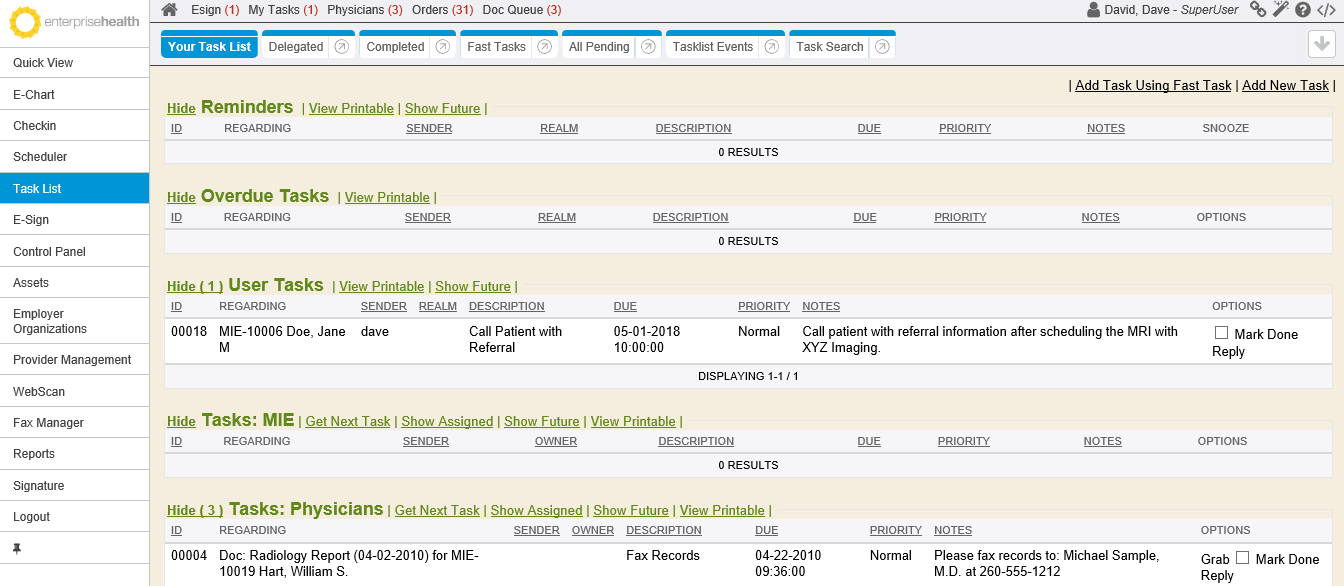 enterprisehealth
Esign (1) My Tasks (1) Physicians (3) Orders (31) Doc Queue (3)
David, Dave - SuperUser
Your Task List Delegated Completed Fast Tasks All Pending Tasklist Events Task Search
Quick View
E-Chart
Checkin
Scheduler
Task List
E-Sign
Control Panel
Assets
Employer
Organizations
Provider Management
WebScan
Fax Manager
Reports
Signature
Logout
| Add Task Using Fast Task | Add New Task |
Hide Reminders | View Printable | Show Future |
ID REGARDING SENDER REALM DESCRIPTION DUE PRIORITY NOTES SNOOZE
0 RESULTS
Hide Overdue Tasks | View Printable |
ID REGARDING SENDER REALM DESCRIPTION DUE PRIORITY NOTES OPTIONS
0 RESULTS
Hide ( 1 ) User Tasks | View Printable | Show Future |
ID REGARDING SENDER REALM DESCRIPTION DUE PRIORITY NOTES OPTIONS
00018 MIE-10006 Doe, Jane dave Call Patient with 05-01-2018 Normal Call patient with referral information after scheduling the MRI with Mark Done
M Referral 10:00:00 XYZ Imaging. Reply
DISPLAYING 1-1 / 1
Hide Tasks: MIE | Get Next Task | Show Assigned | Show Future | View Printable |
ID REGARDING SENDER OWNER DESCRIPTION DUE PRIORITY NOTES OPTIONS
0 RESULTS
Hide ( 3 ) Tasks: Physicians | Get Next Task | Show Assigned | Show Future | View Printable |
ID REGARDING SENDER OWNER DESCRIPTION DUE PRIORITY NOTES OPTIONS
00004 Doc: Radiology Report (04-02-2010) for MIE- Fax Records 04-22-2010 Normal Please fax records to: Michael Sample, Grab Mark Done
10019 Hart, William S. 09:36:00 M.D. at 260-555-1212 Reply